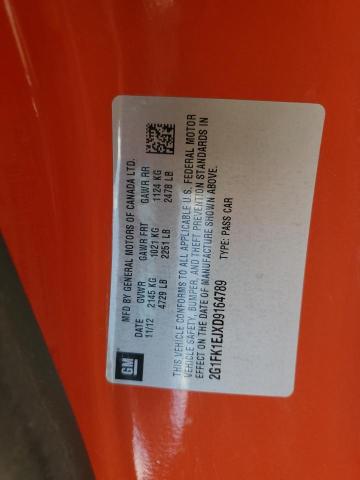 GM
MFD BY GENERAL MOTORS OF CANADA LTD.
DATE GVWR GAWR FRT GAWR RR
11/12 2145 KG 1021 KG 1124 KG
4729 LB 2251 LB 2478 LB
THIS VEHICLE CONFORMS TO ALL APPLICABLE U.S. FEDERAL MOTOR
VEHICLE SAFETY, BUMPER, AND THEFT PREVENTION STANDARDS IN
EFFECT ON THE DATE OF MANUFACTURE SHOWN ABOVE.
2G1FK1EJXD9164789 TYPE: PASS CAR